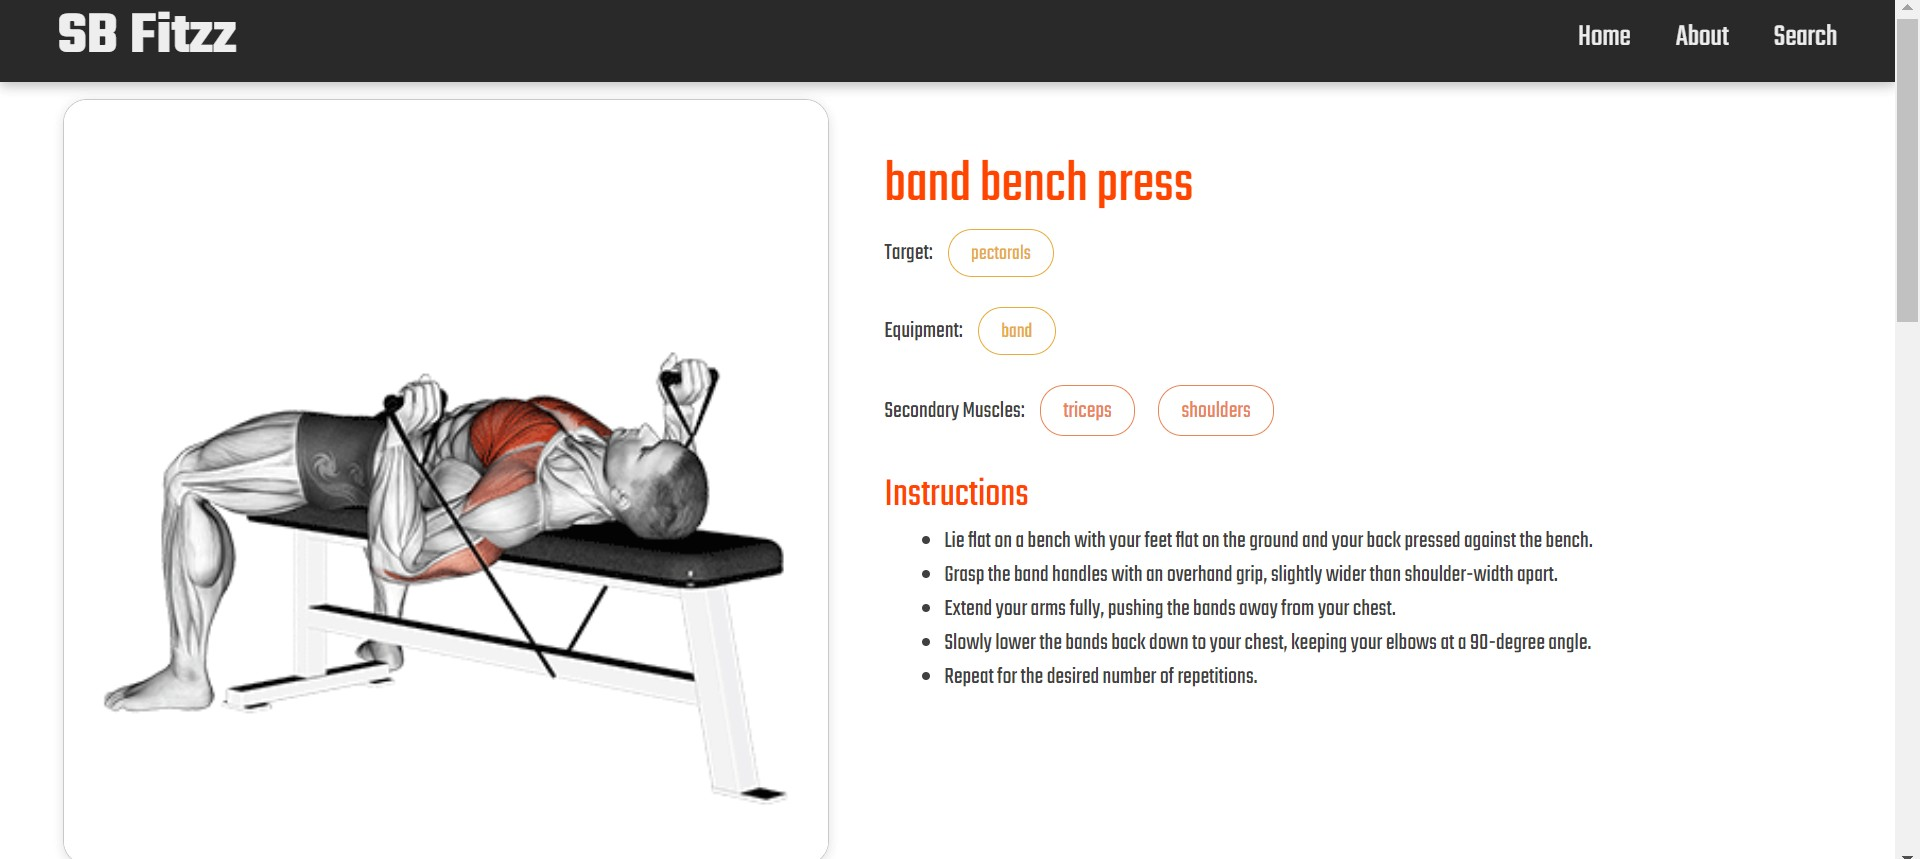 SB Fitzz
Home About Search
band bench press
Target: pectorals
Equipment: band
Secondary Muscles: triceps shoulders
Instructions
Lie flat on a bench with your feet flat on the ground and your back pressed against the bench.
Grasp the band handles with an overhand grip, slightly wider than shoulder-width apart.
Extend your arms fully, pushing the bands away from your chest.
Slowly lower the bands back down to your chest, keeping your elbows at a 90-degree angle.
Repeat for the desired number of repetitions.